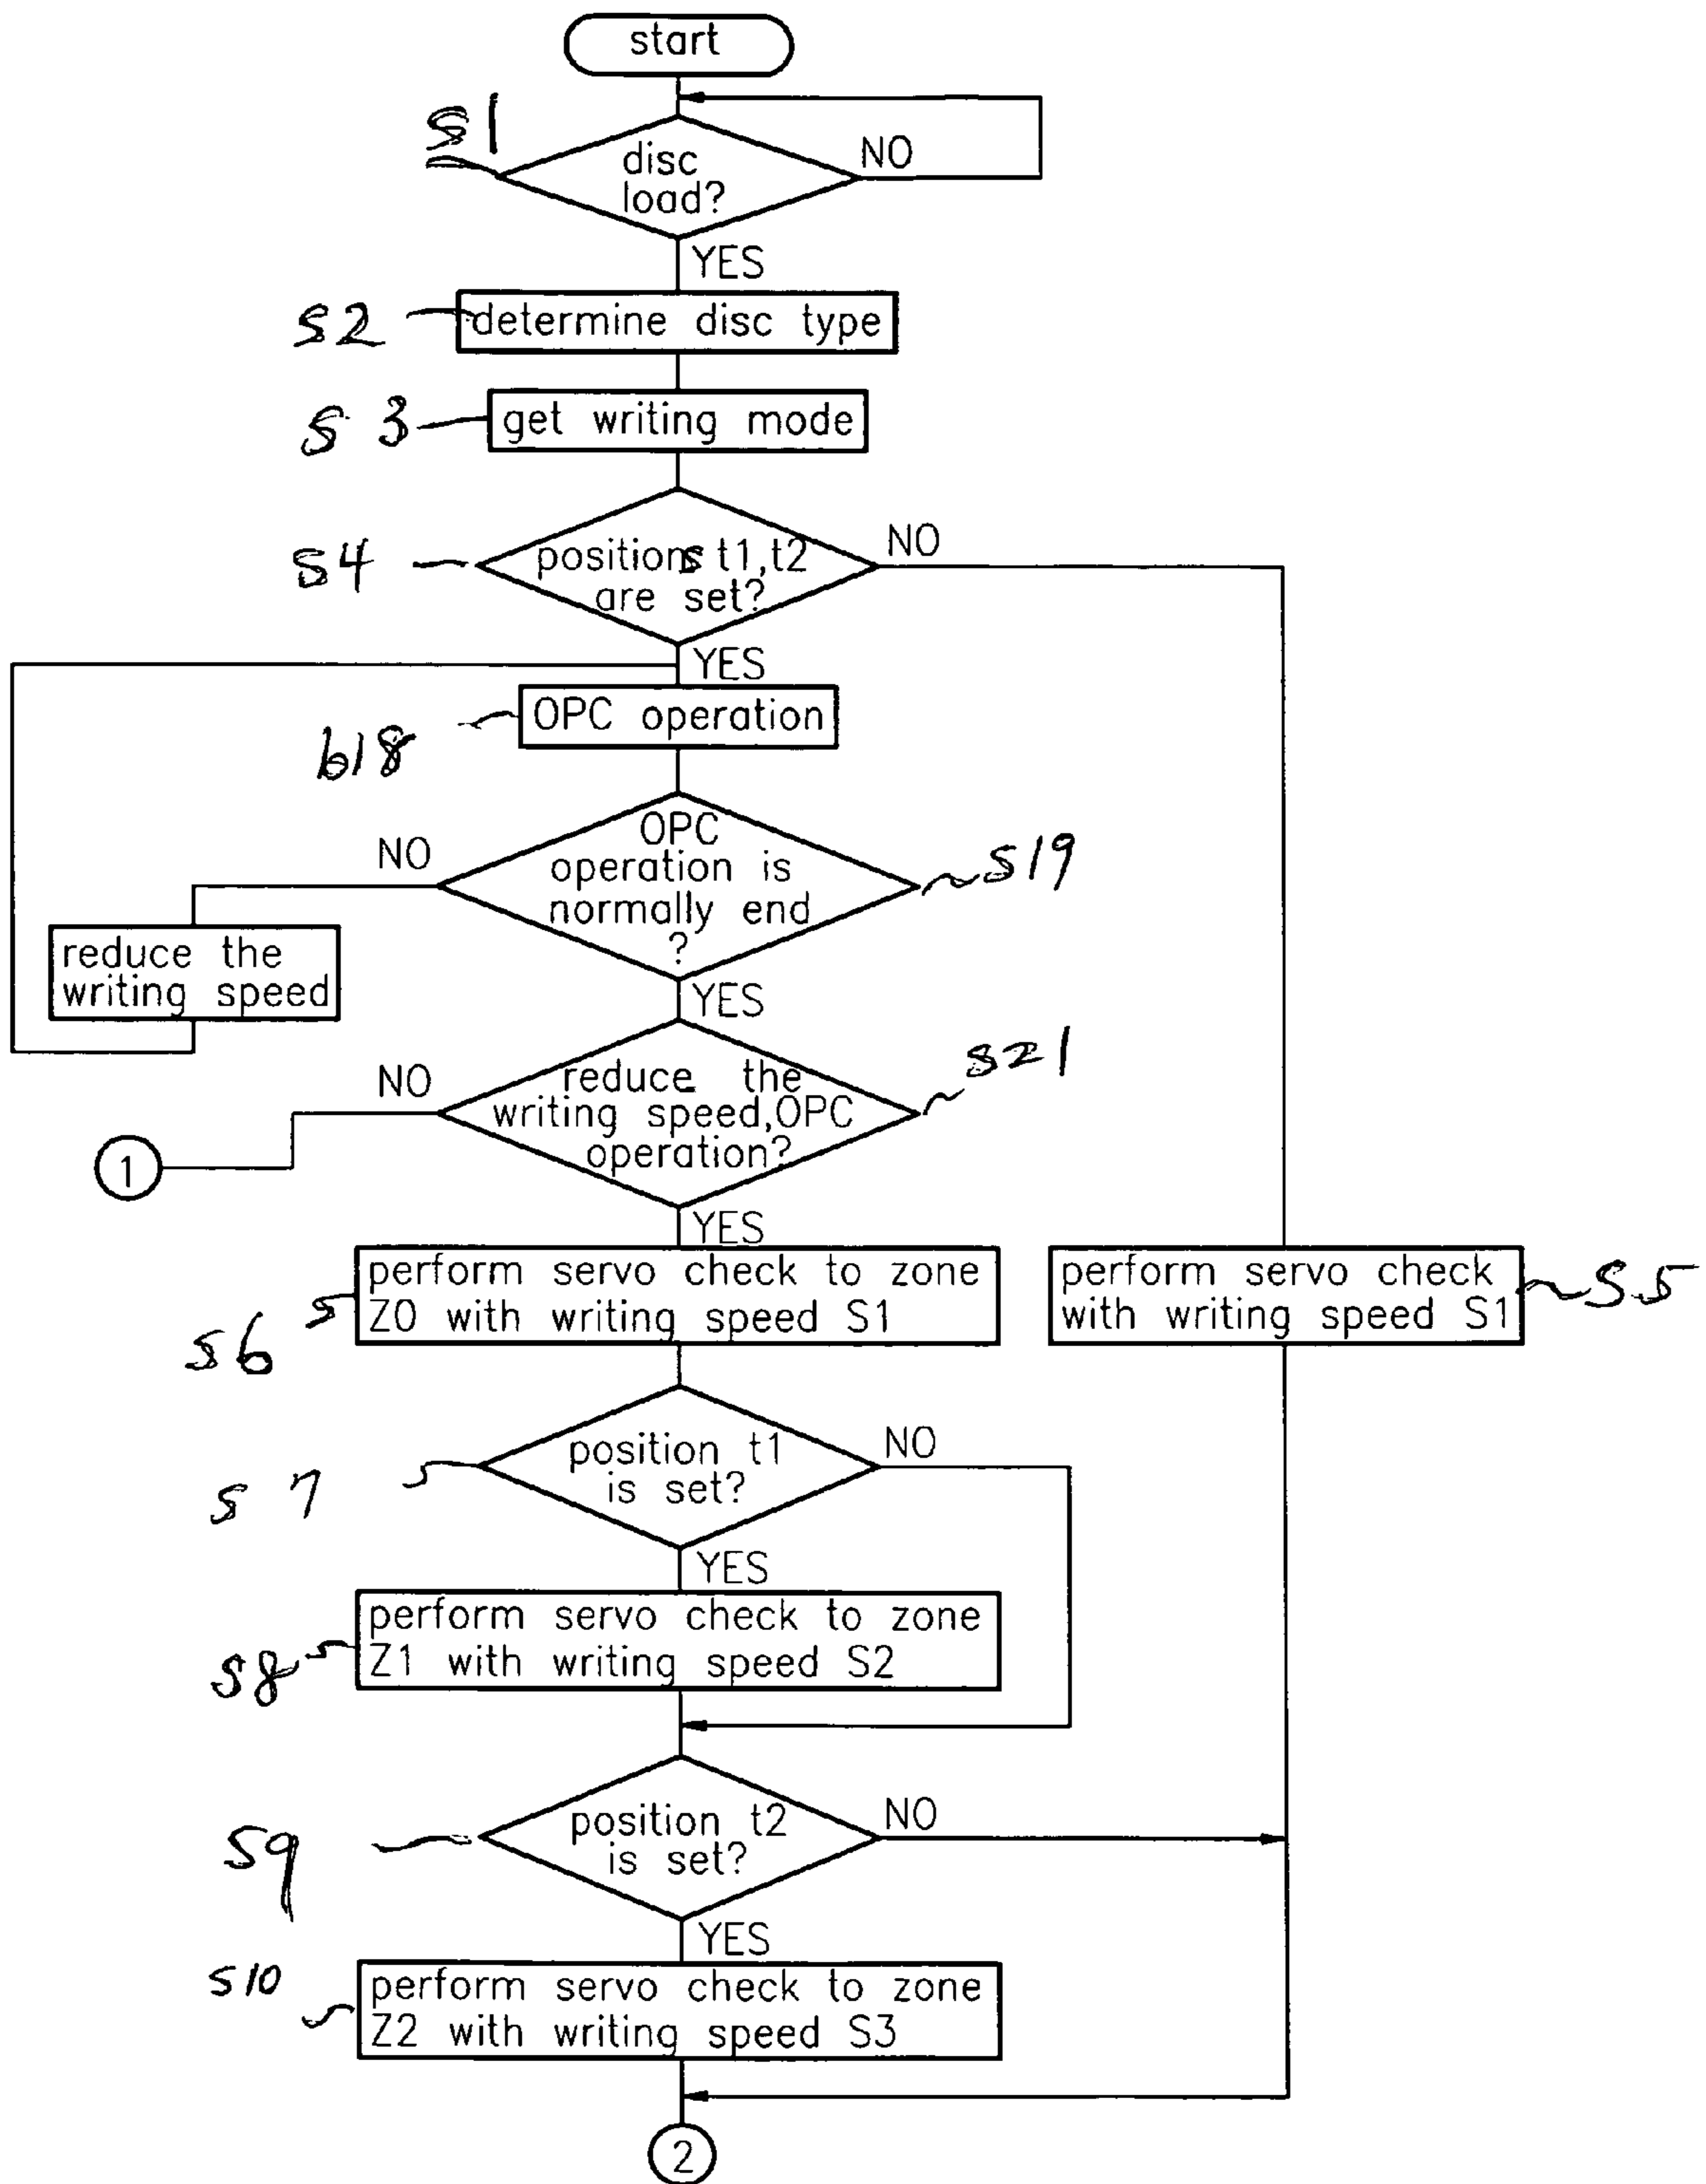 start
S1
disc
load?
NO
YES
S2
determine disc type
S3
get writing mode
S4
positions t1,t2
are set?
NO
YES
OPC operation
b18
OPC
operation is
normally end
?
NO
S19
reduce the
writing speed
YES
reduce the
writing speed,OPC
operation?
NO
S21
1
YES
perform servo check to zone
Z0 with writing speed S1
S6
perform servo check
with writing speed S1
S5
position t1
is set?
NO
S7
YES
perform servo check to zone
Z1 with writing speed S2
S8
position t2
is set?
NO
S9
YES
S10
perform servo check to zone
Z2 with writing speed S3
2